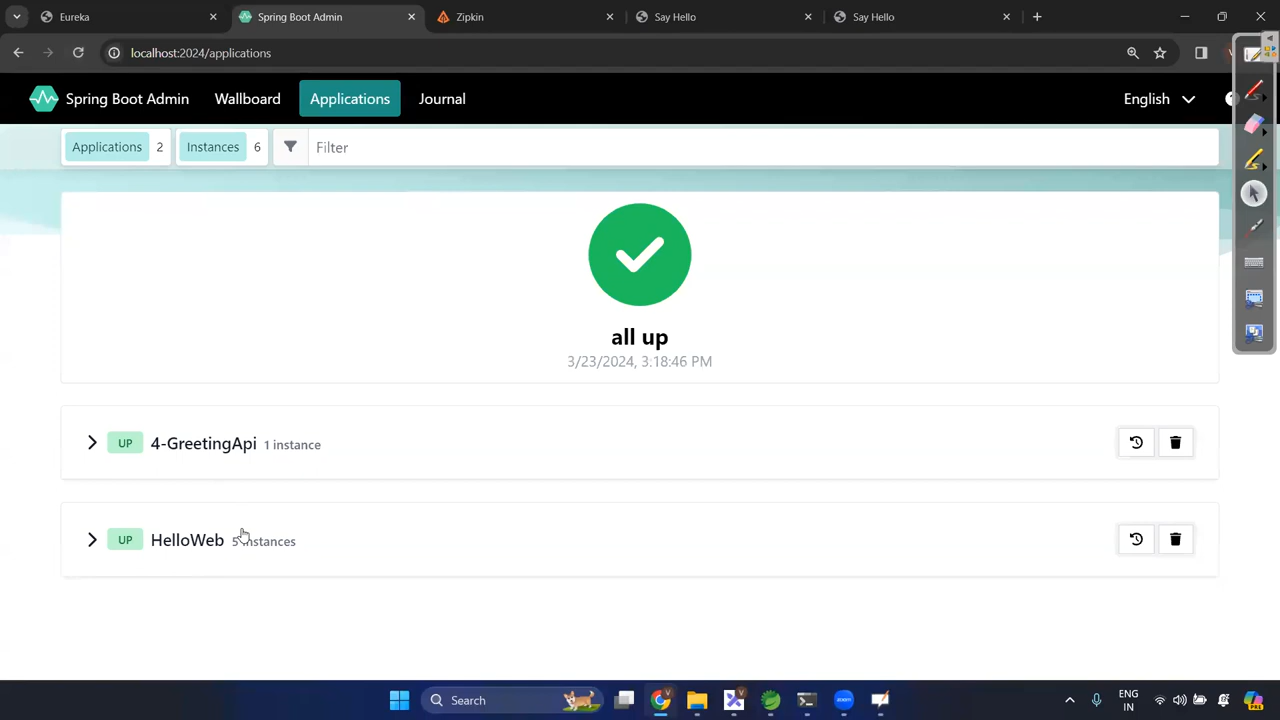 Eureka
Spring Boot Admin
Zipkin
Say Hello
Say Hello
localhost:2024/applications
Spring Boot Admin
Wallboard
Applications
Journal
English
Applications 2
Instances 6
Filter
all up
3/23/2024, 3:18:46 PM
UP 4-GreetingApi 1 instance
UP HelloWeb 5 instances
Search
zoom
ENG
IN